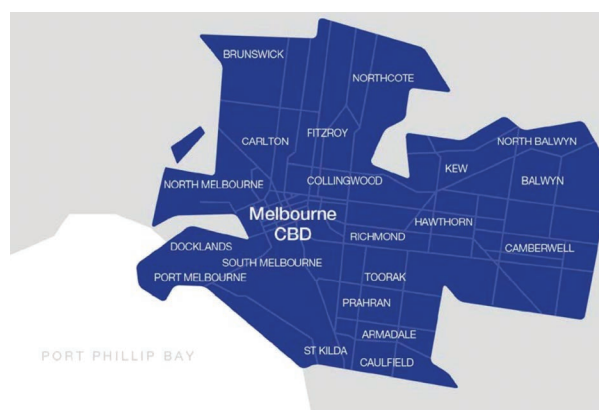 BRUNSWICK
NORTHCOTE
FITZROY
CARLTON
NORTH BALWYN
KEW
NORTH MELBOURNE
COLLINGWOOD
BALWYN
Melbourne
CBD
HAWTHORN
RICHMOND
DOCKLANDS
CAMBERWELL
SOUTH MELBOURNE
PORT MELBOURNE
TOORAK
PRAHRAN
ARMADALE
PORT PHILLIP BAY
ST KILDA
CAULFIELD